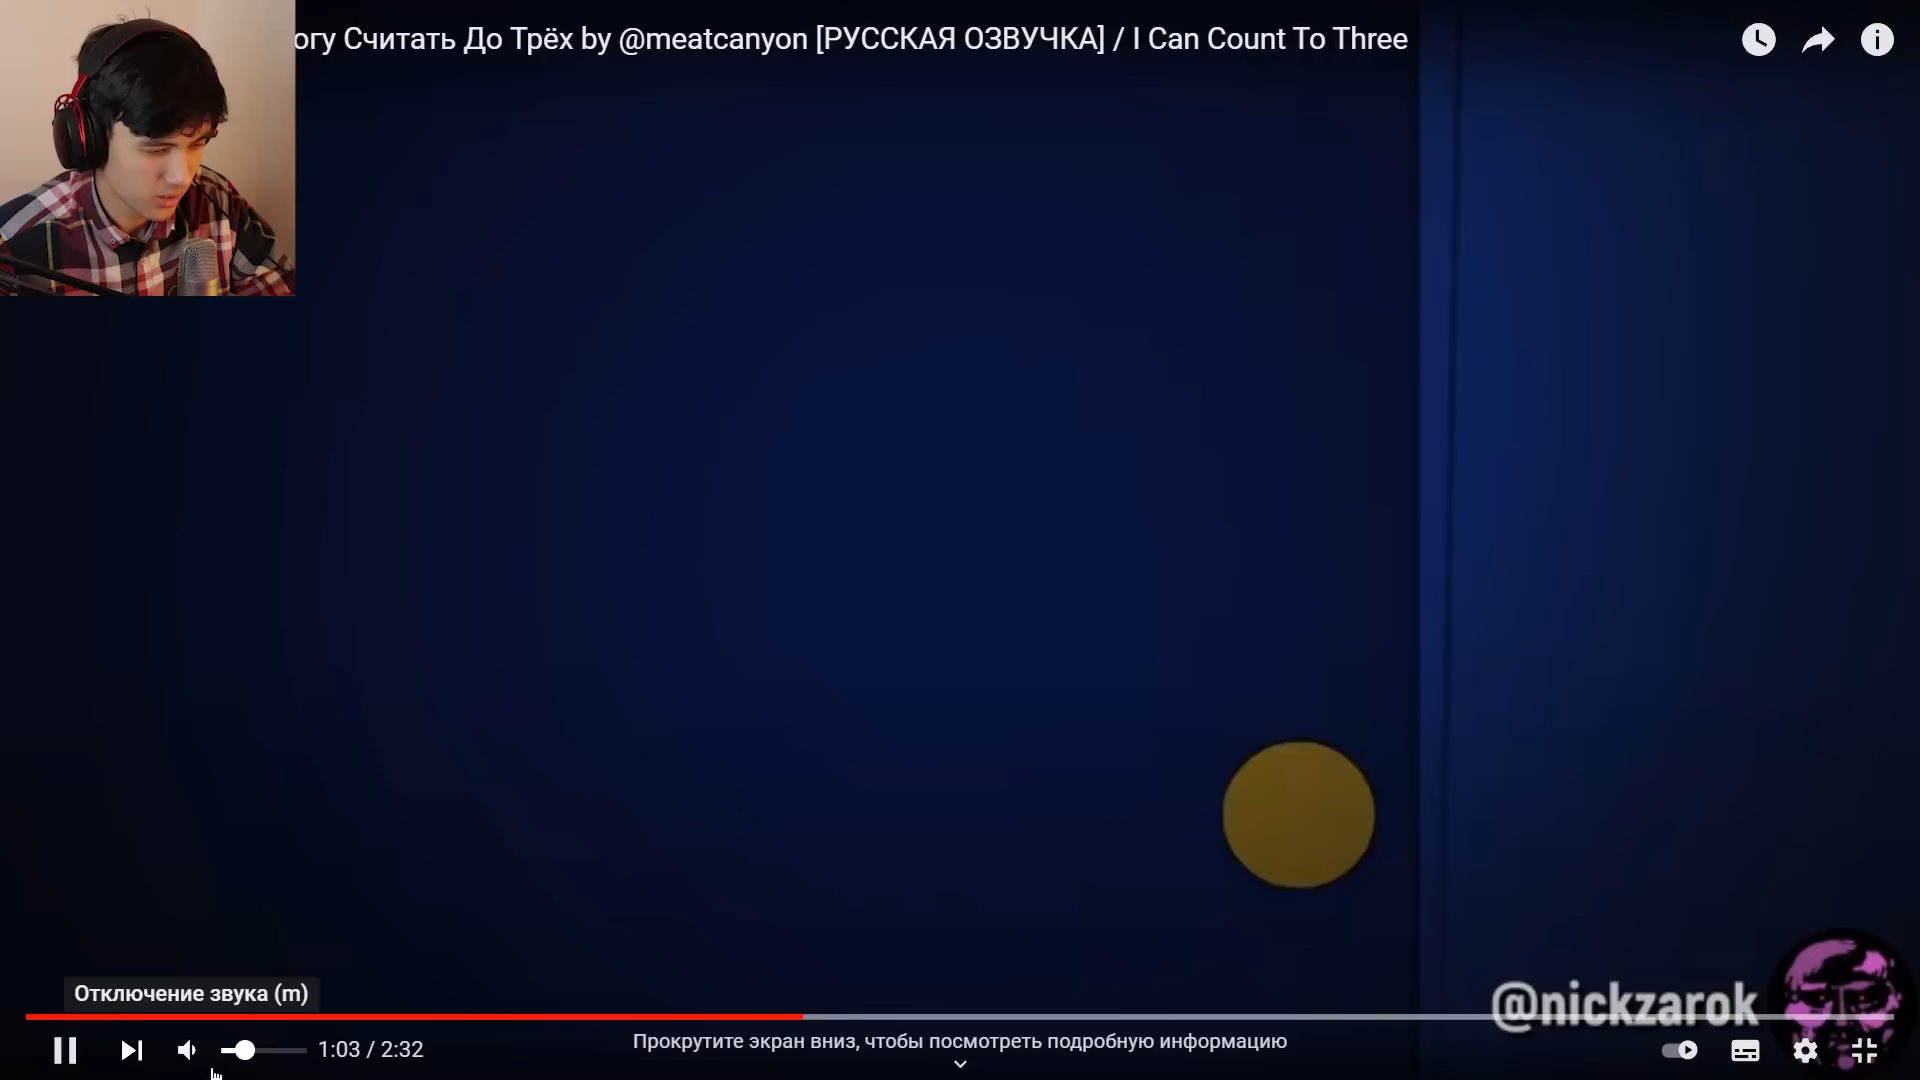 огу Считать До Трёх by @meatcanyon [РУССКАЯ ОЗВУЧКА] / I Can Count To Three
@nickzarok
Отключение звука (m)
1:03 / 2:32
Прокрутите экран вниз, чтобы посмотреть подробную информацию